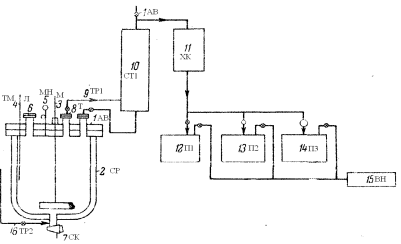 1АВ
11
ХК
10
СТ1
9 ТР1
ТМ
4
Л
6
МН
5
М
3
8
Т
1АВ
2 СР
12 П1
13 П2
14 П3
15 ВН
16 ТР2
7 СК